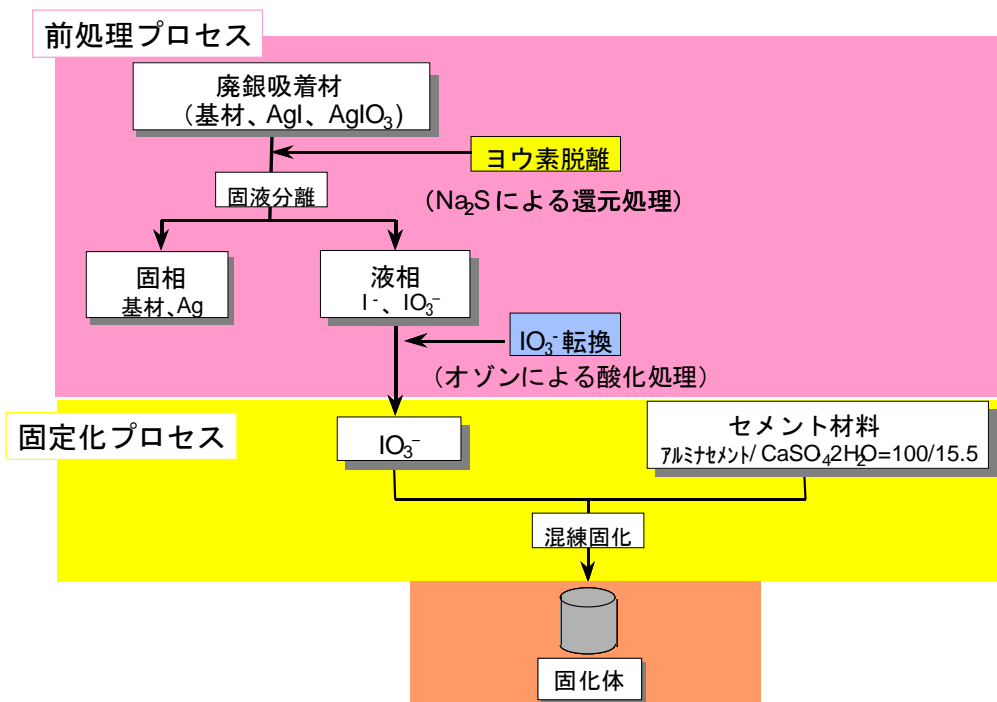 前処理プロセス
廃銀吸着材
（基材、AgI、AgIO₃）
ヨウ素脱離
固液分離
（Na₂Sによる還元処理）
固相
基材、Ag
液相
I⁻、IO₃⁻
IO₃⁻転換
（オゾンによる酸化処理）
固定化プロセス
IO₃⁻
セメント材料
アルミナセメント/ CaSO₄2H₂O=100/15.5
混練固化
固化体